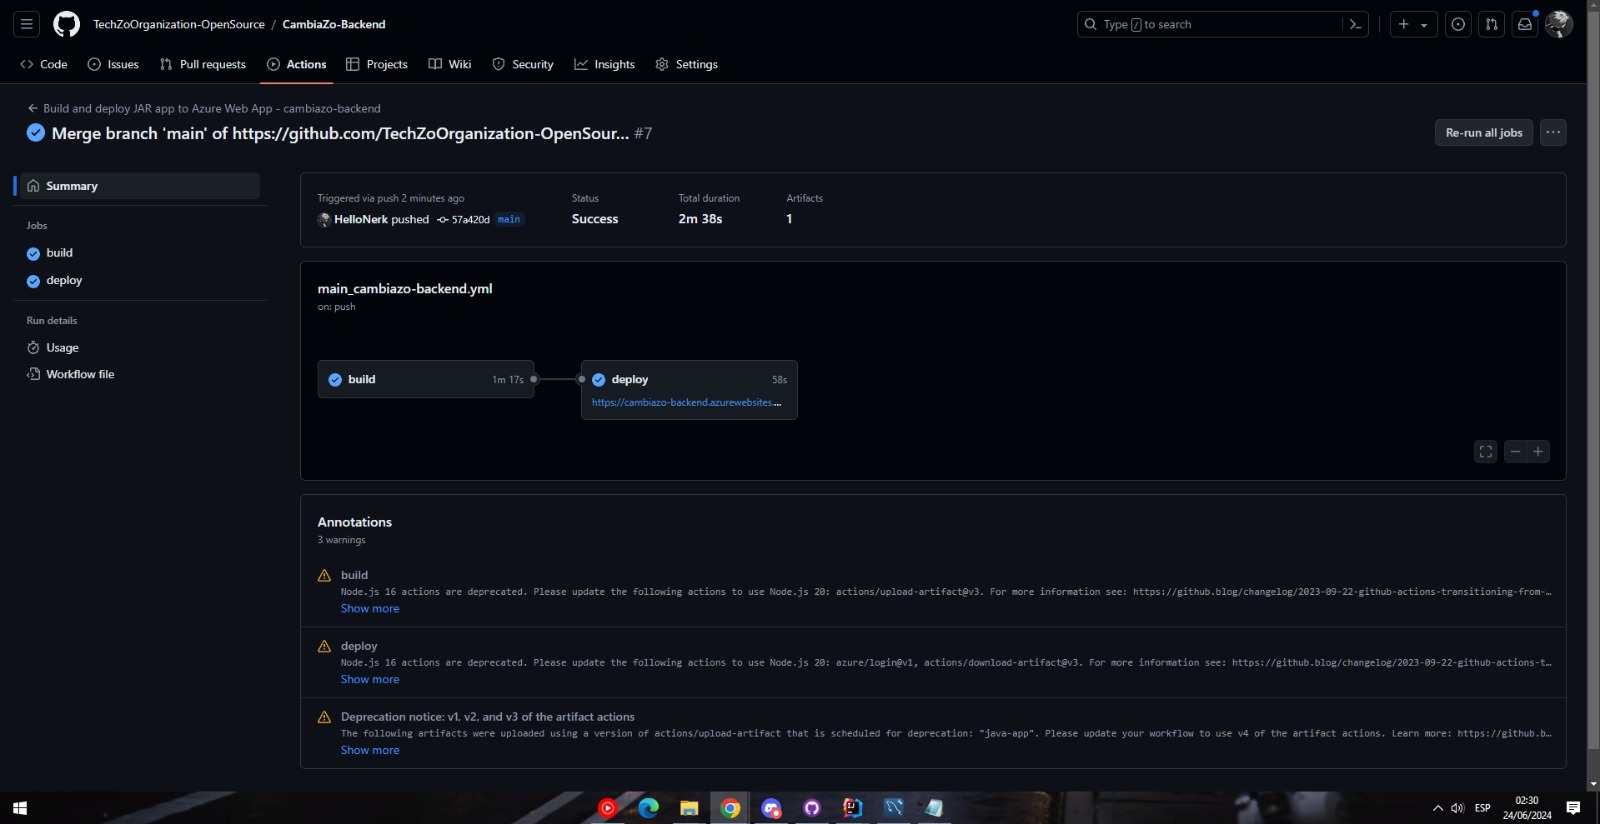 TechZoOrganization-OpenSource / CambiaZo-Backend
Type / to search
Code Issues Pull requests Actions Projects Wiki Security Insights Settings
Build and deploy JAR app to Azure Web App - cambiazo-backend
Merge branch 'main' of https://github.com/TechZoOrganization-OpenSour... #7
Re-run all jobs
Summary
Jobs
build
deploy
Run details
Usage
Workflow file
Triggered via push 2 minutes ago
HelloNerk pushed 57a420d main
Status
Success
Total duration
2m 38s
Artifacts
1
main_cambiazo-backend.yml
on: push
build 1m 17s
deploy 58s
https://cambiazo-backend.azurewebsites....
Annotations
3 warnings
build
Node.js 16 actions are deprecated. Please update the following actions to use Node.js 20: actions/upload-artifact@v3. For more information see: https://github.blog/changelog/2023-09-22-github-actions-transitioning-from-…
Show more
deploy
Node.js 16 actions are deprecated. Please update the following actions to use Node.js 20: azure/login@v1, actions/download-artifact@v3. For more information see: https://github.blog/changelog/2023-09-22-github-actions-t…
Show more
Deprecation notice: v1, v2, and v3 of the artifact actions
The following artifacts were uploaded using a version of actions/upload-artifact that is scheduled for deprecation: "java-app". Please update your workflow to use v4 of the artifact actions. Learn more: https://github.b…
Show more
ESP
02:30
24/06/2024